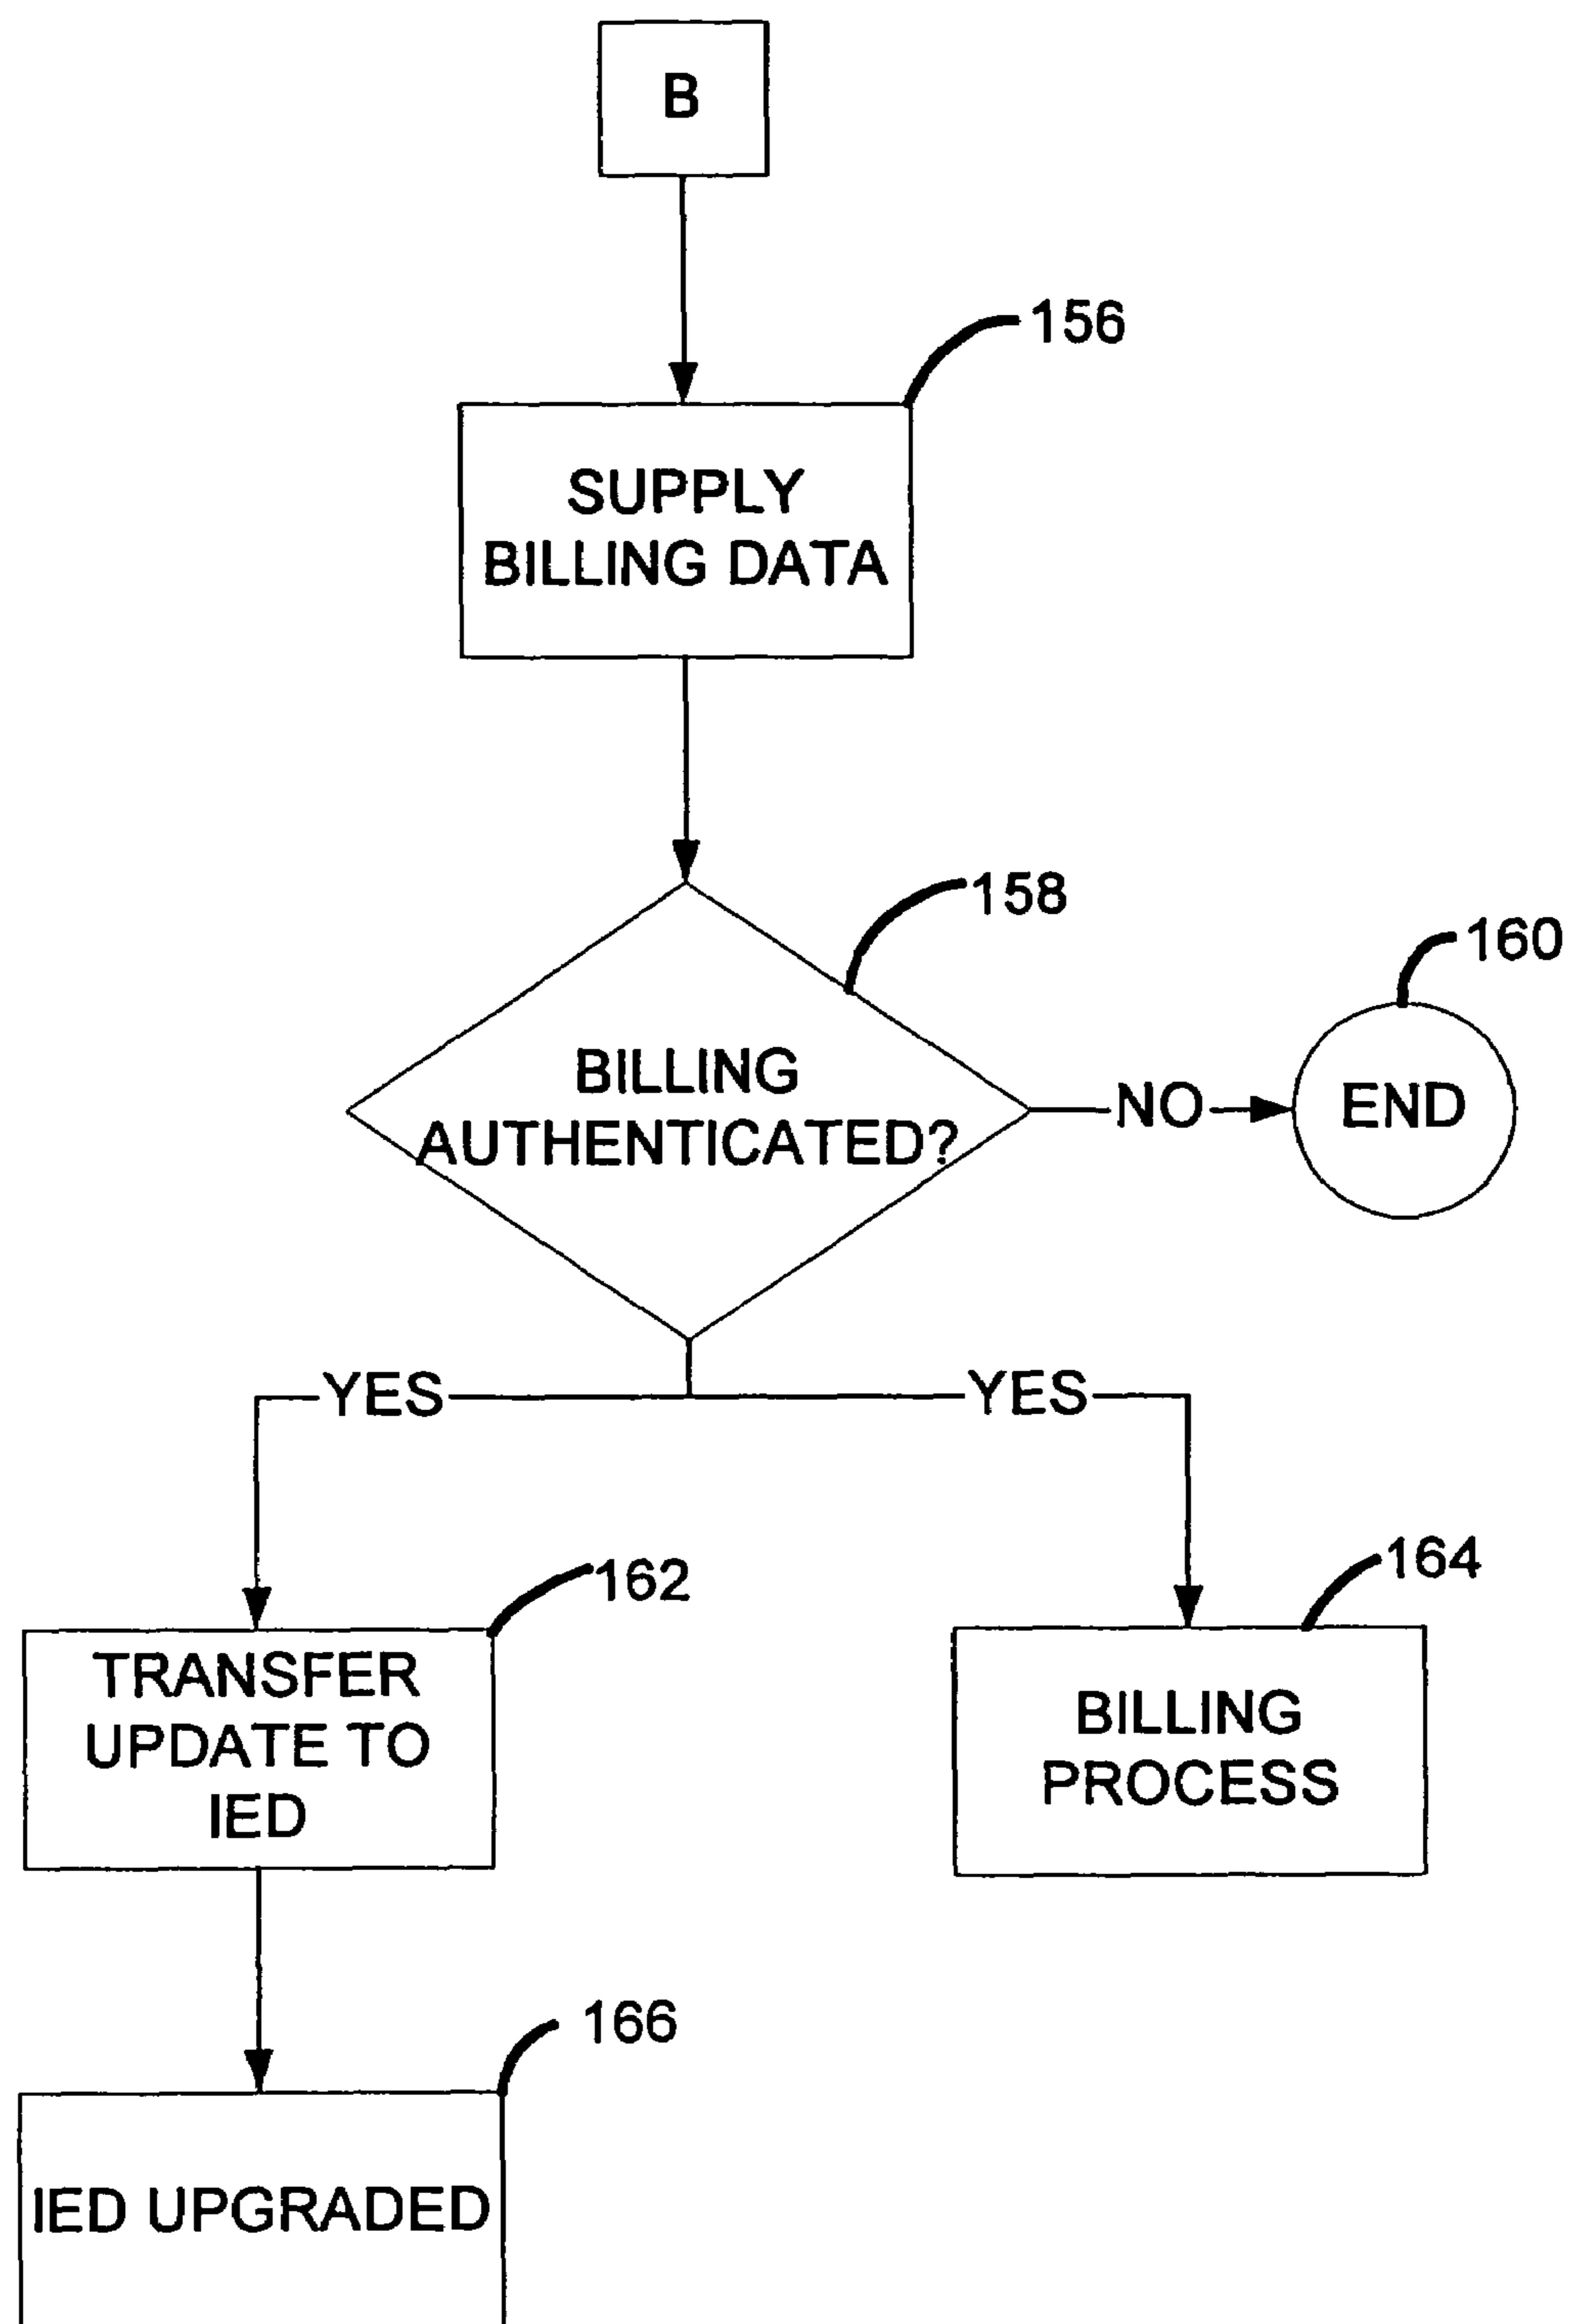 B
156
SUPPLY
BILLING DATA
158
160
BILLING
AUTHENTICATED?
NO
END
YES
YES
162
164
TRANSFER
UPDATE TO
IED
BILLING
PROCESS
166
IED UPGRADED